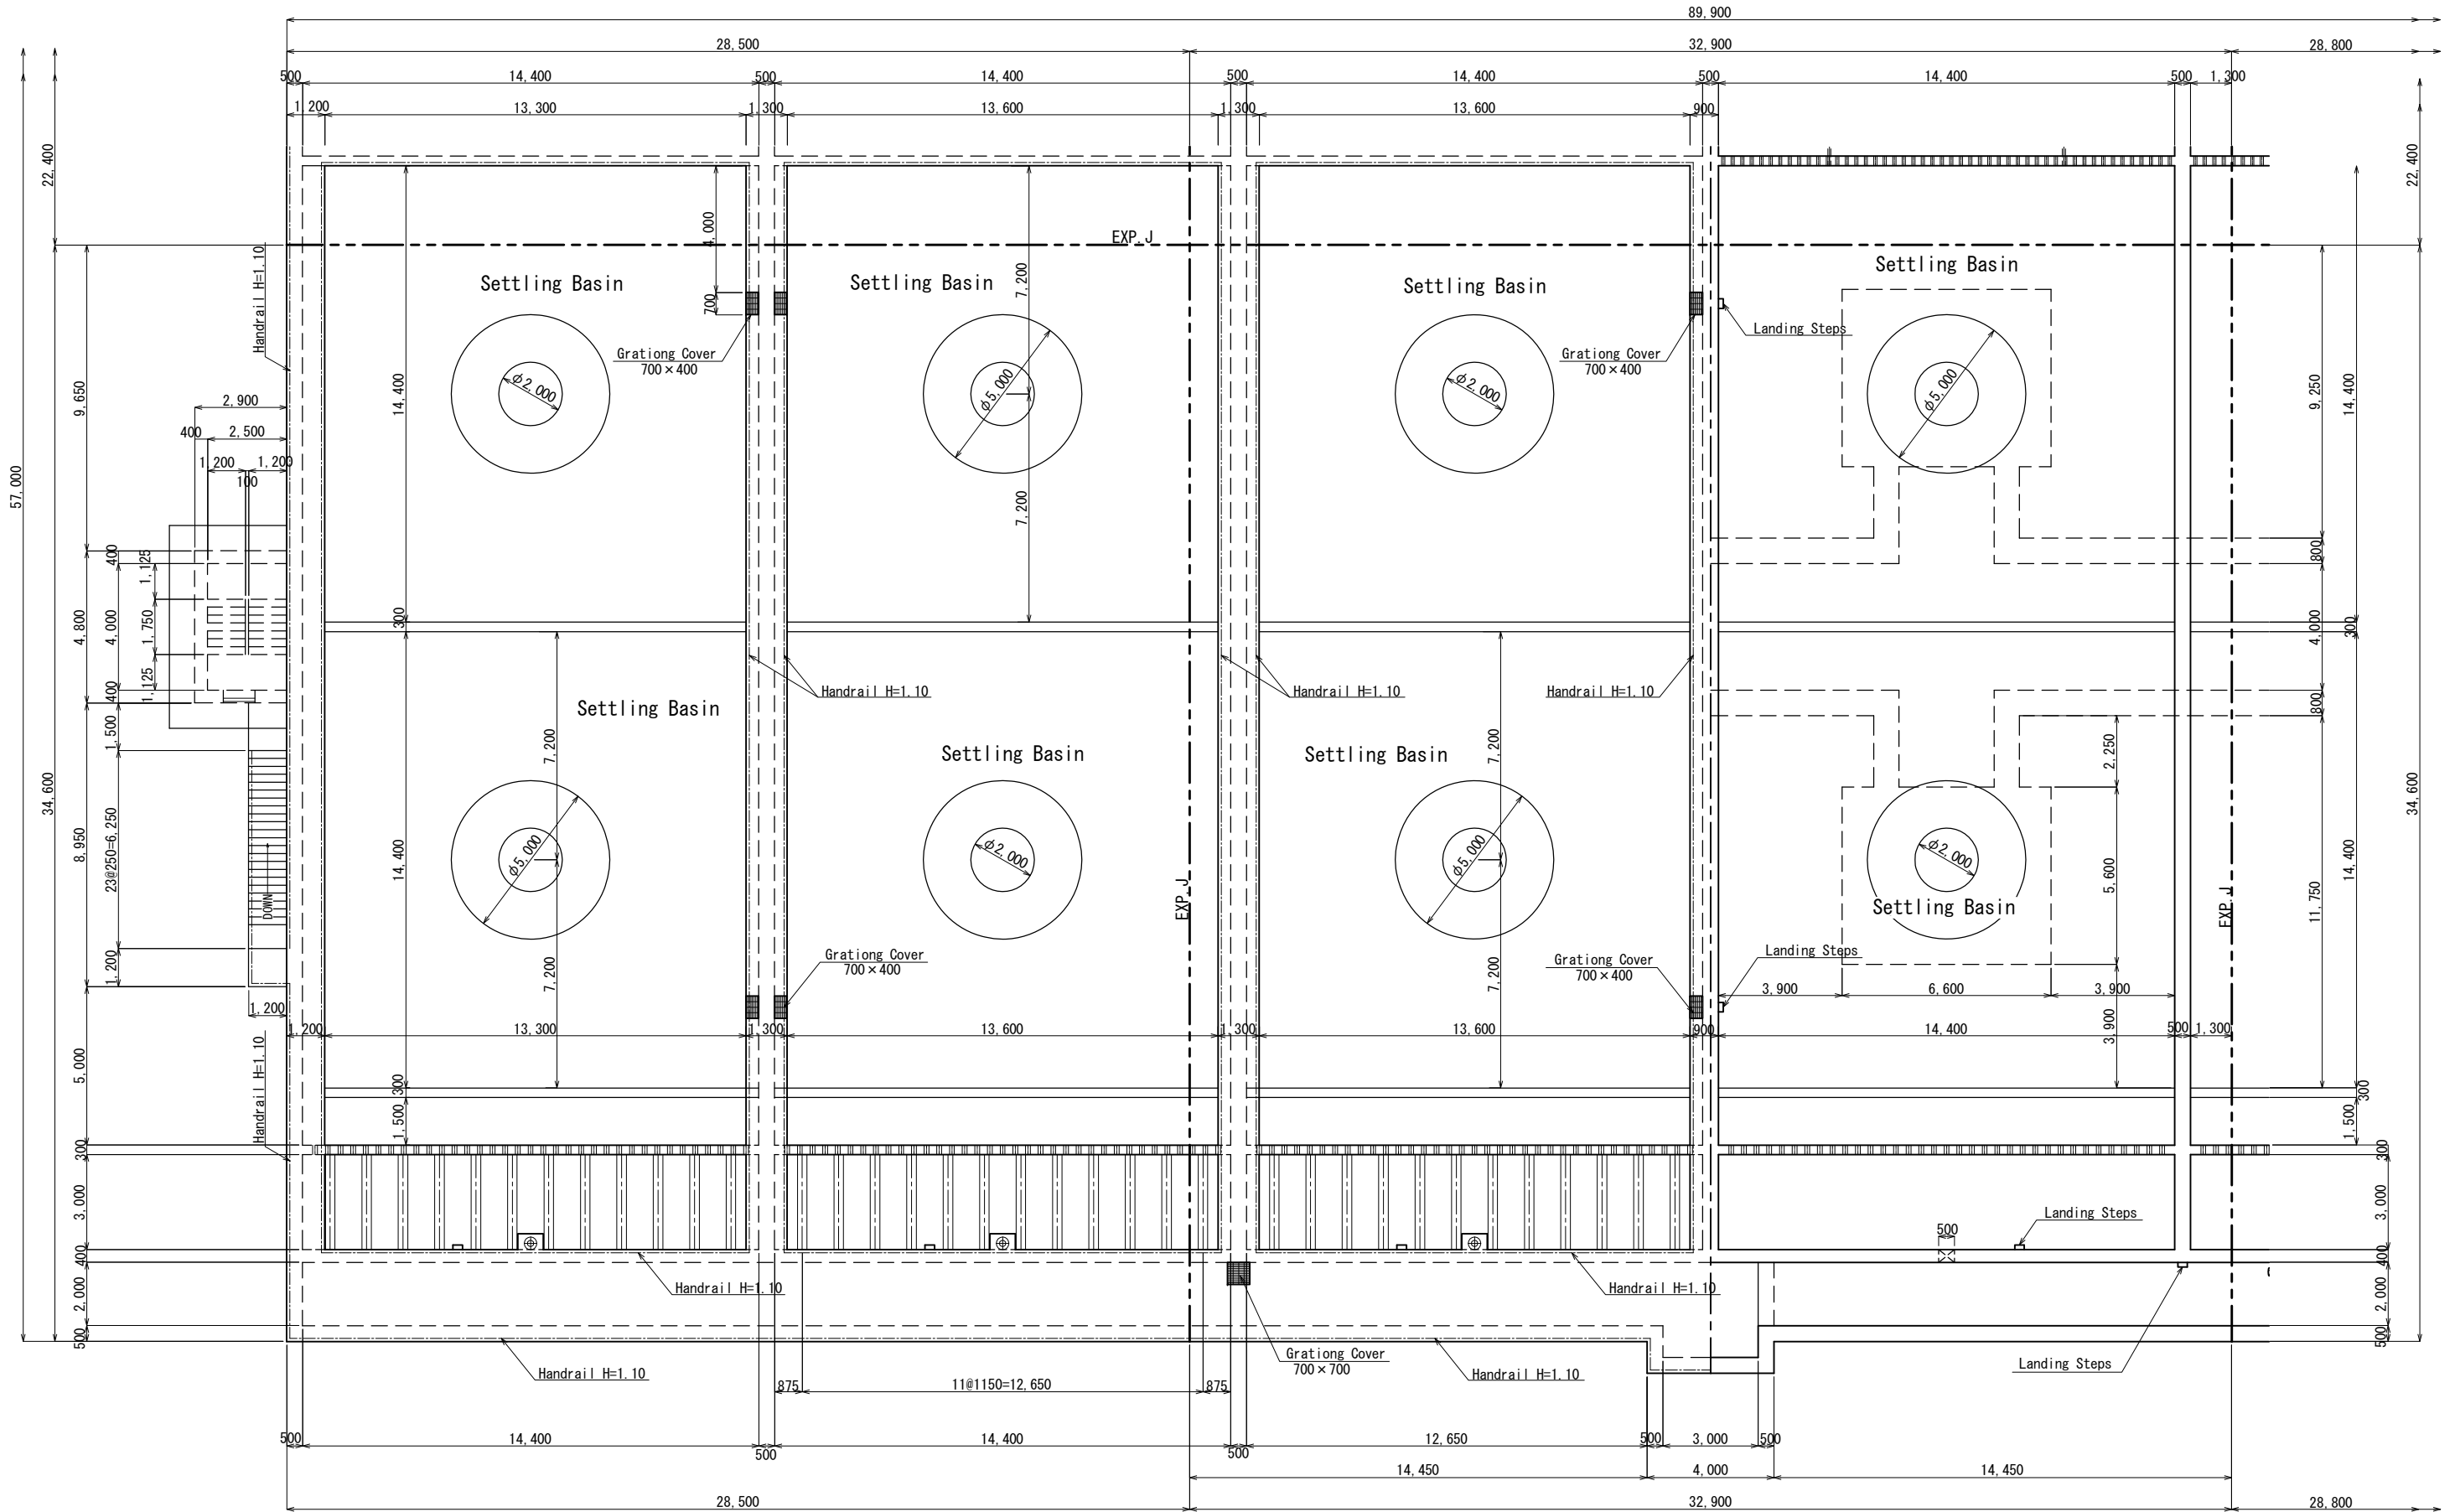 89,900
28,500 32,900 28,800
500 14,400 500 14,400 500 14,400 500 14,400 500 1,300
1,200 13,300 1,300 13,600 1,300 13,600 900
22,400
22,400
4,000
7,200
Handrail H=1.10
EXP.J
Settling Basin
Settling Basin
Settling Basin
Settling Basin
700
Grationg Cover
700×400
Grationg Cover
700×400
Landing Steps
φ2,000
φ5,000
φ2,000
φ5,000
14,400
9,650
9,250
14,400
2,900
400 2,500
1,200 1,200
100
57,000
7,200
400
1,125
4,800
4,000
1,750
1,125
400
300
800
4,000
300
800
Handrail H=1.10
Handrail H=1.10
Handrail H=1.10
Settling Basin
Settling Basin
Settling Basin
7,200
7,200
1,500
2,250
34,600
34,600
8,950
23@250=6,250
DOWN
14,400
φ5,000
φ2,000
φ5,000
φ2,000
Settling Basin
EXP.J
EXP.J
5,600
11,750
14,400
1,200
7,200
Grationg Cover
700×400
Grationg Cover
700×400
7,200
Landing Steps
3,900 6,600 3,900
1,200
1,200 13,300 1,300 13,600 1,300 13,600 900 14,400 500 1,300
3,900
5,000
Handrail H=1.10
300
1,500
300
1,500
300
300
3,000
3,000
Landing Steps
500
400
400
Handrail H=1.10
Handrail H=1.10
2,000
2,000
500
500
Handrail H=1.10
Grationg Cover
700×700
Handrail H=1.10
Landing Steps
875 11@1150=12,650 875
500 14,400 500 14,400 500 12,650 500 3,000 500
14,450 4,000 14,450
28,500 32,900 28,800